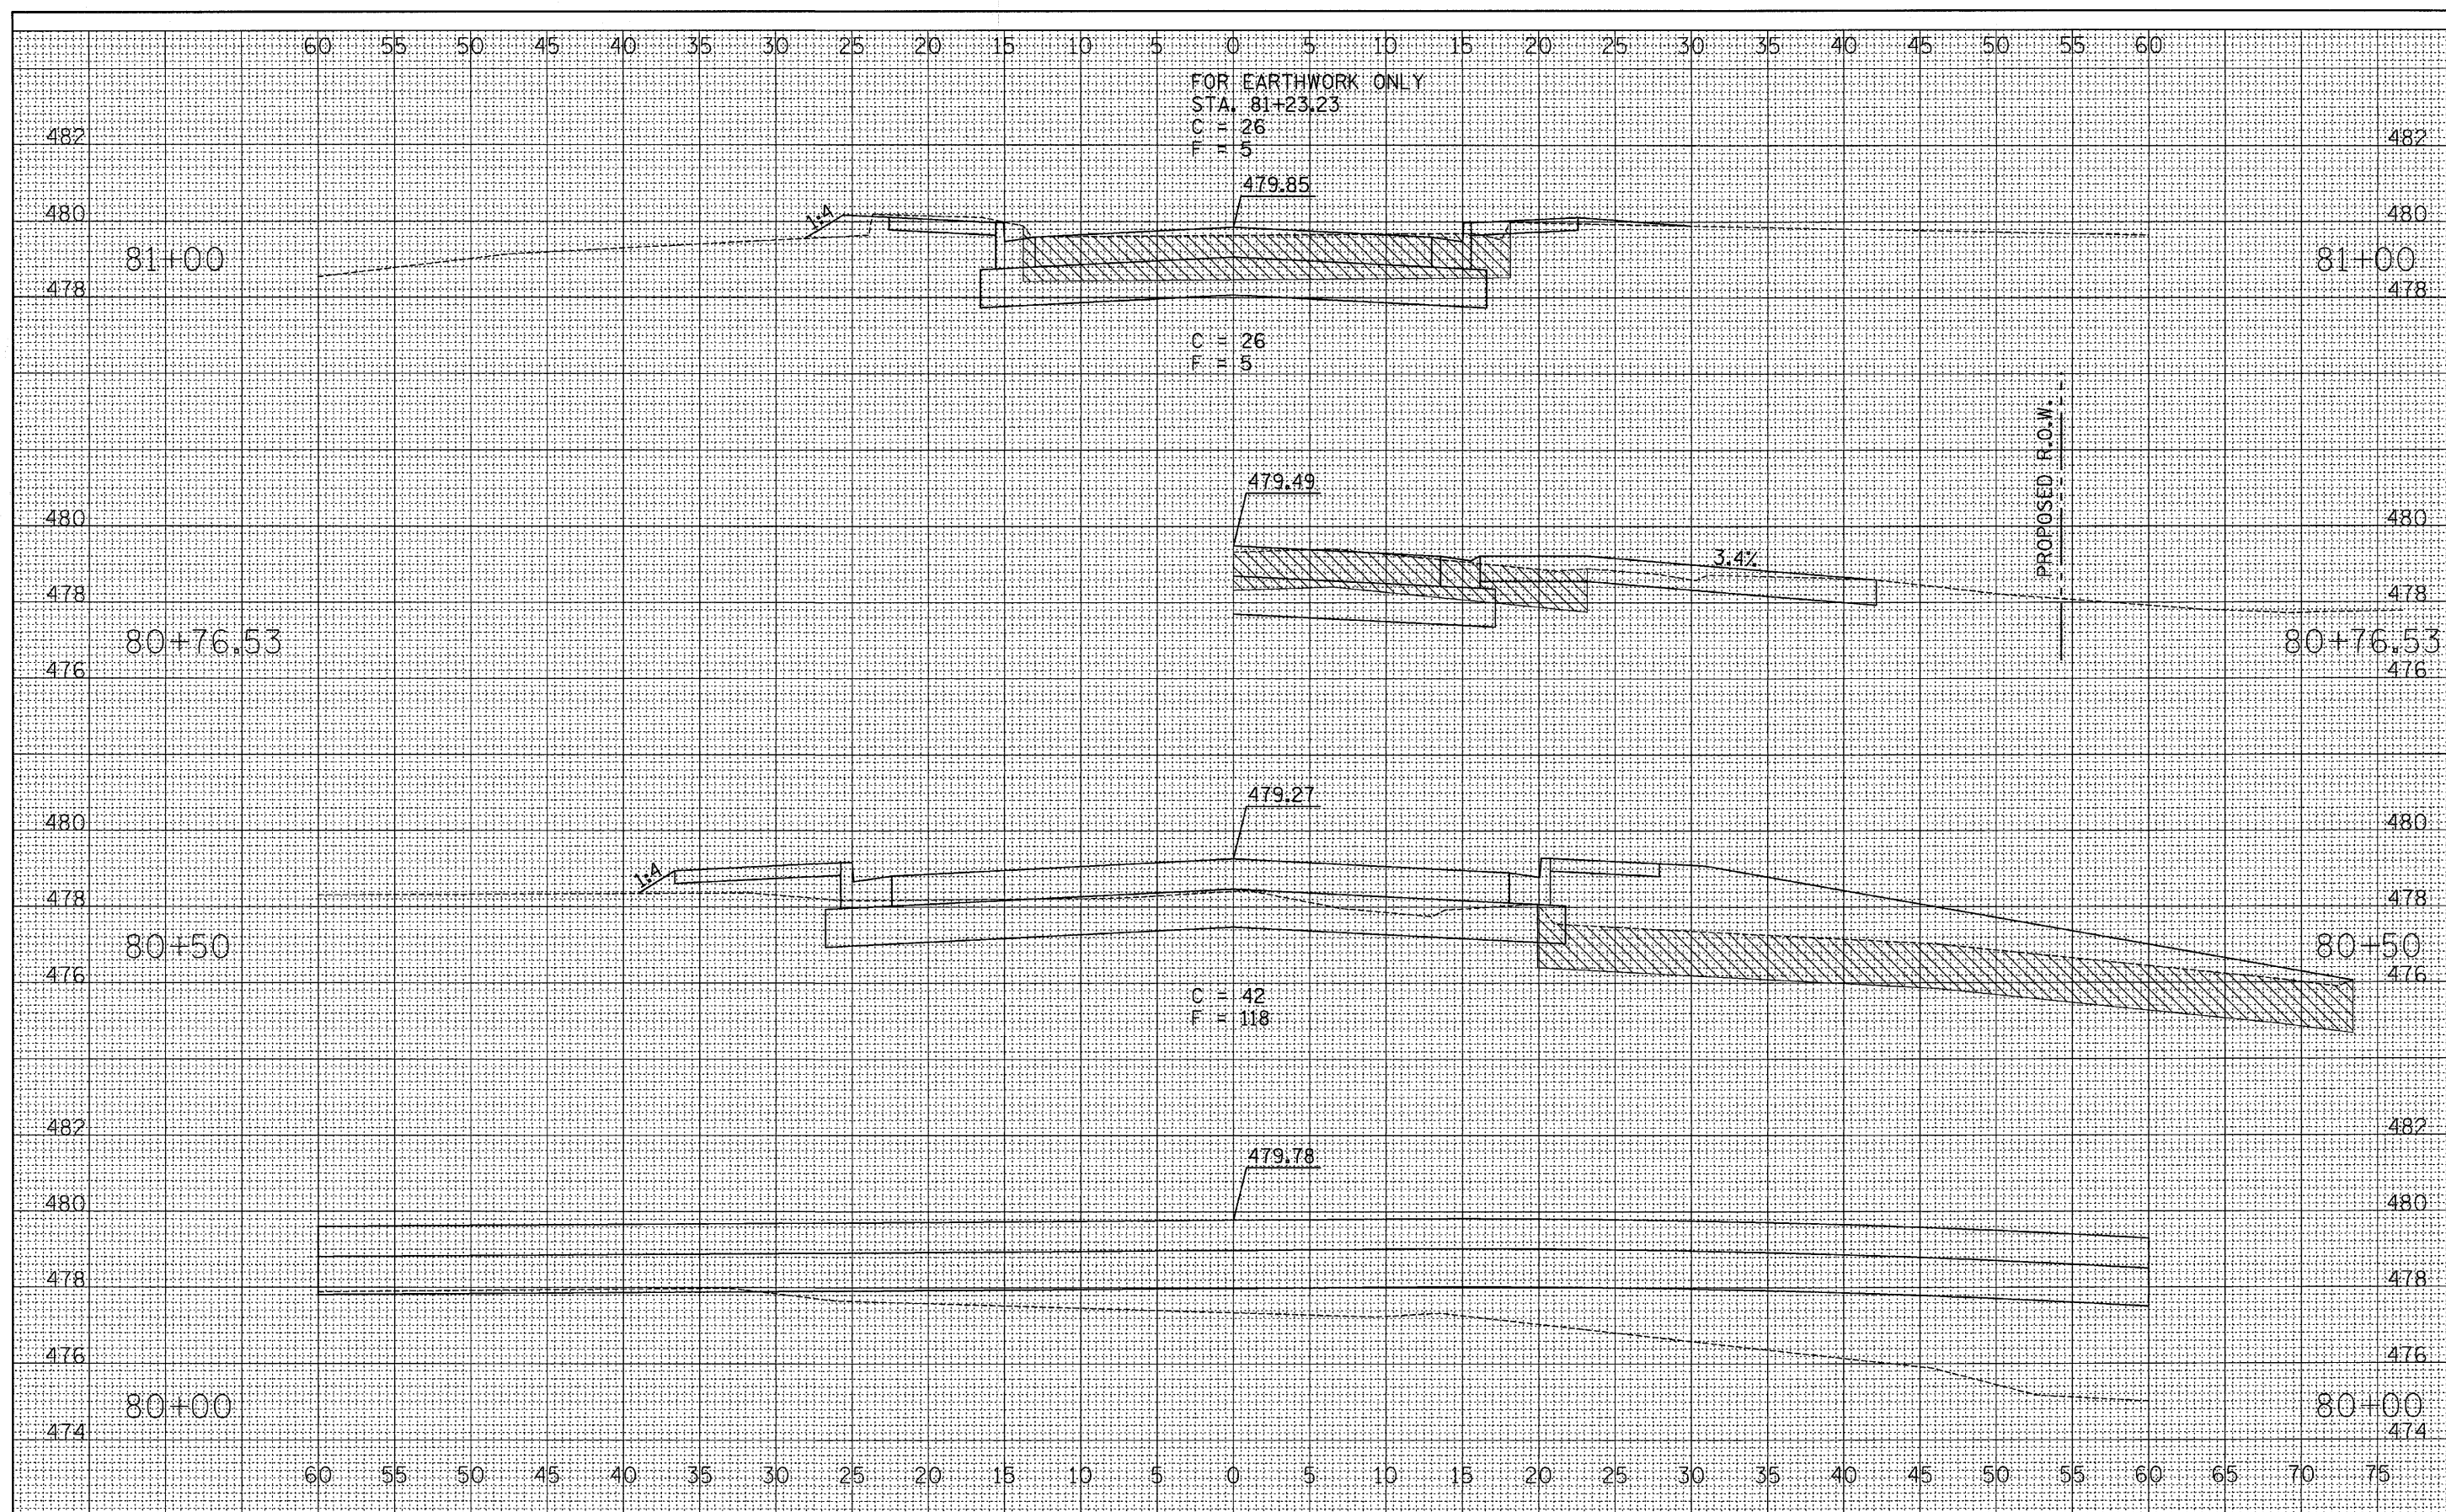 60 55 50 45 40 35 30 25 20 15 10 5 0 5 10 15 20 25 30 35 40 45 50 55 60
FOR EARTHWORK ONLY
STA. 81+23.23
C = 26
F = 5
482 482
479.85
480 1:4 480
81+00 81+00
478 478
C = 26
F = 5
PROPOSED R.O.W.
479.49
480 480
3.4%
478 478
80+76.53 80+76.53
476 476
479.27
480 480
1:4
478 478
80+50 80+50
476 476
C = 42
F = 118
482 482
479.78
480 480
478 478
476 476
80+00 80+00
474 474
60 55 50 45 40 35 30 25 20 15 10 5 0 5 10 15 20 25 30 35 40 45 50 55 60 65 70 75